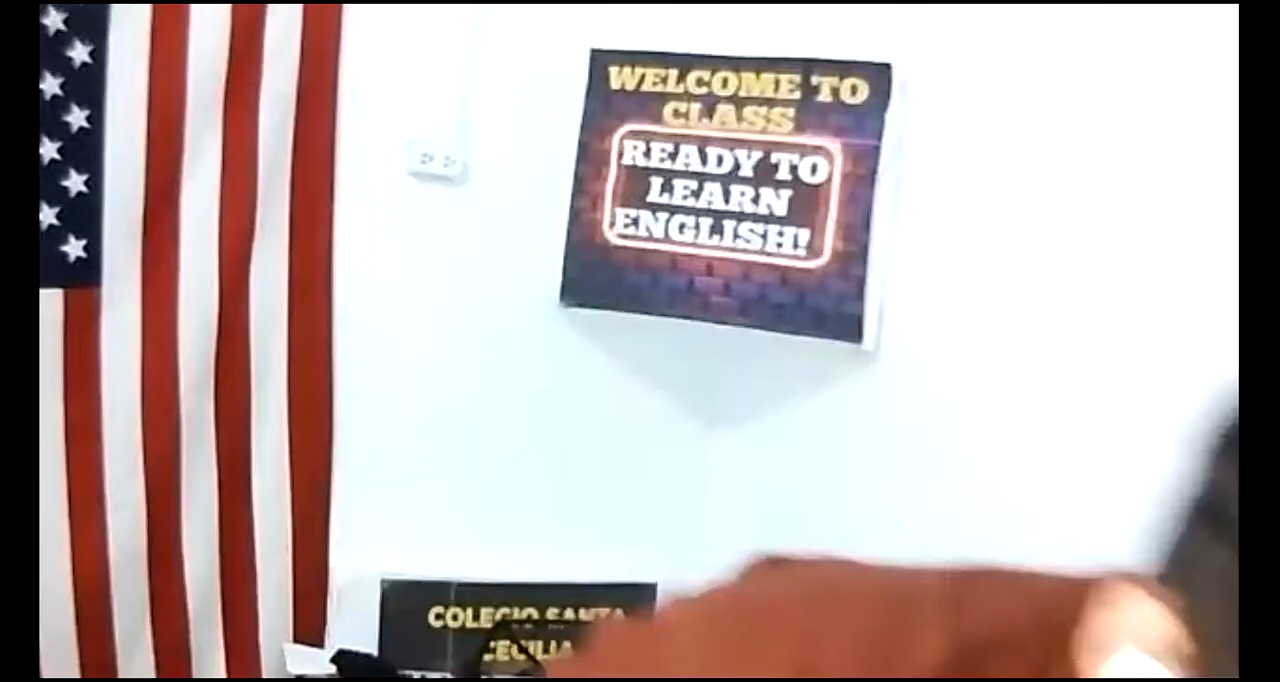 WELCOME TO
CLASS
READY TO
LEARN
ENGLISH!
COLEGIO SANTA
CECILIA